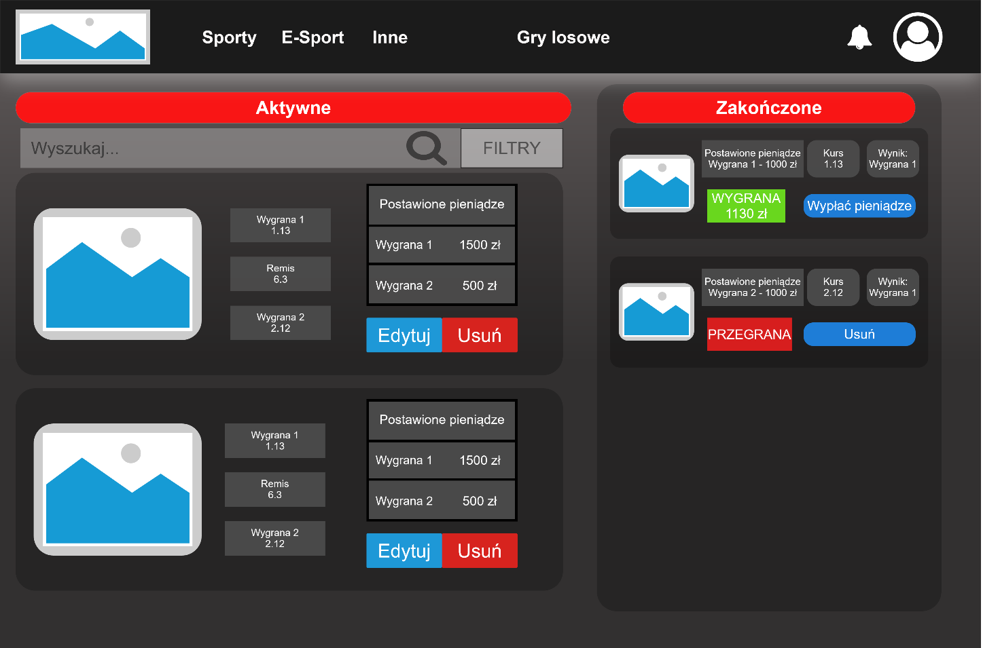 Sporty E-Sport Inne Gry losowe
Aktywne
Wyszukaj... FILTRY
Wygrana 1
1.13
Remis
6.3
Wygrana 2
2.12
Postawione pieniądze
Wygrana 1 1500 zł
Wygrana 2 500 zł
Edytuj Usuń
Wygrana 1
1.13
Remis
6.3
Wygrana 2
2.12
Postawione pieniądze
Wygrana 1 1500 zł
Wygrana 2 500 zł
Edytuj Usuń
Zakończone
Postawione pieniądze
Wygrana 1 - 1000 zł
Kurs
1.13
Wynik:
Wygrana 1
WYGRANA
1130 zł
Wypłać pieniądze
Postawione pieniądze
Wygrana 2 - 1000 zł
Kurs
2.12
Wynik:
Wygrana 1
PRZEGRANA
Usuń